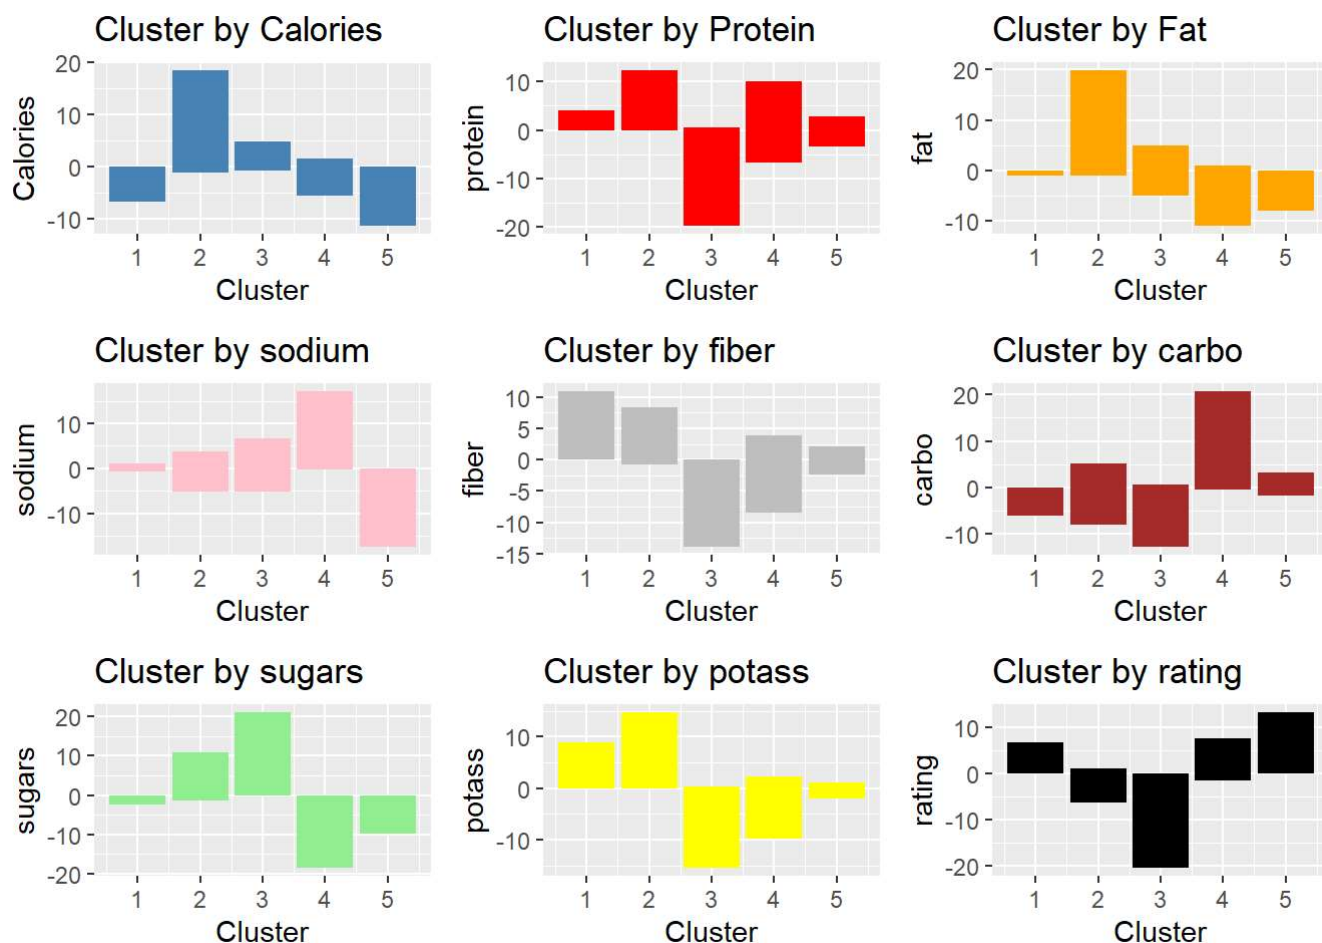 Cluster by Calories
Calories
20
10
0
-10
1 2 3 4 5
Cluster
Cluster by Protein
protein
10
0
-10
-20
1 2 3 4 5
Cluster
Cluster by Fat
fat
20
10
0
-10
1 2 3 4 5
Cluster
Cluster by sodium
sodium
10
0
-10
1 2 3 4 5
Cluster
Cluster by fiber
fiber
10
5
0
-5
-10
-15
1 2 3 4 5
Cluster
Cluster by carbo
carbo
20
10
0
-10
1 2 3 4 5
Cluster
Cluster by sugars
sugars
20
10
0
-10
-20
1 2 3 4 5
Cluster
Cluster by potass
potass
10
0
-10
1 2 3 4 5
Cluster
Cluster by rating
rating
10
0
-10
-20
1 2 3 4 5
Cluster